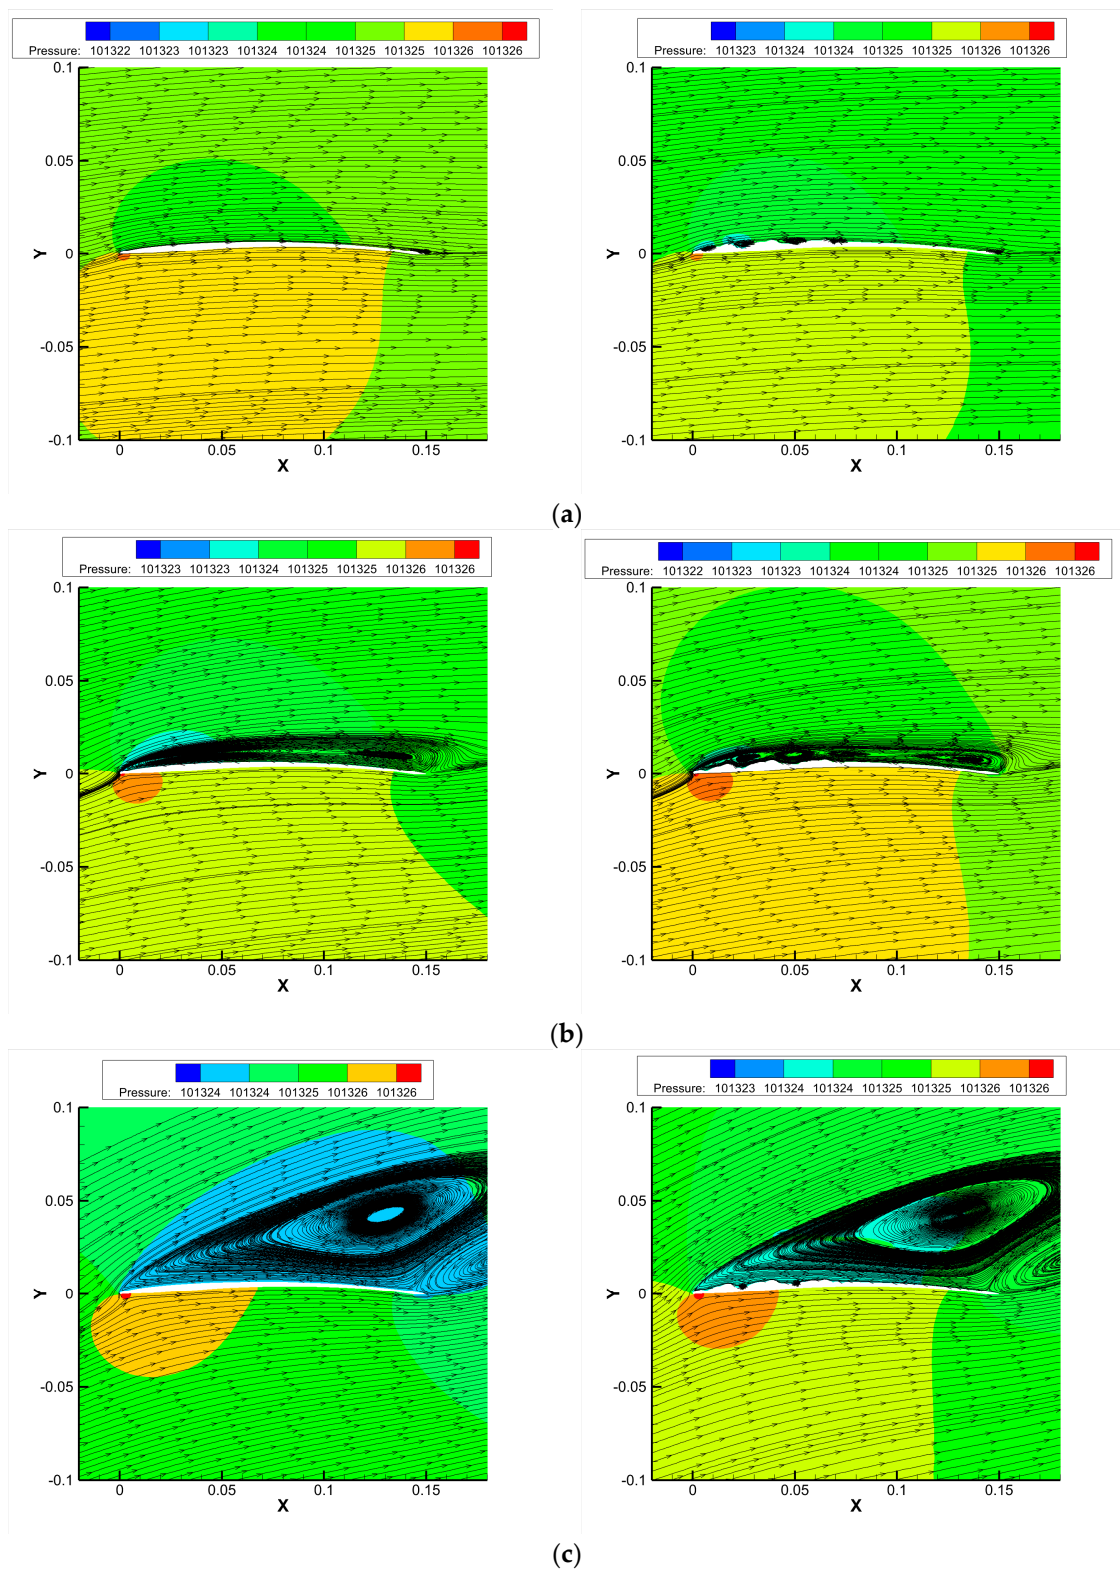 Pressure: 101322 101323 101323 101324 101324 101325 101325 101326 101326
Pressure: 101323 101323 101324 101324 101325 101325 101326 101326
0.1 0.1
0.05 0.05
Y 0 Y 0
-0.05 -0.05
-0.1 -0.1
0 0.05 0.1 0.15 0 0.05 0.1 0.15
X X
(a)
Pressure: 101323 101323 101324 101324 101325 101325 101326 101326
Pressure: 101322 101323 101323 101324 101324 101325 101325 101326 101326
0.1 0.1
0.05 0.05
Y 0 Y 0
-0.05 -0.05
-0.1 -0.1
0 0.05 0.1 0.15 0 0.05 0.1 0.15
X X
(b)
Pressure: 101324 101324 101325 101326 101326
Pressure: 101323 101324 101324 101325 101325 101326 101326
0.1 0.1
0.05 0.05
Y 0 Y 0
-0.05 -0.05
-0.1 -0.1
0 0.05 0.1 0.15 0 0.05 0.1 0.15
X X
(c)